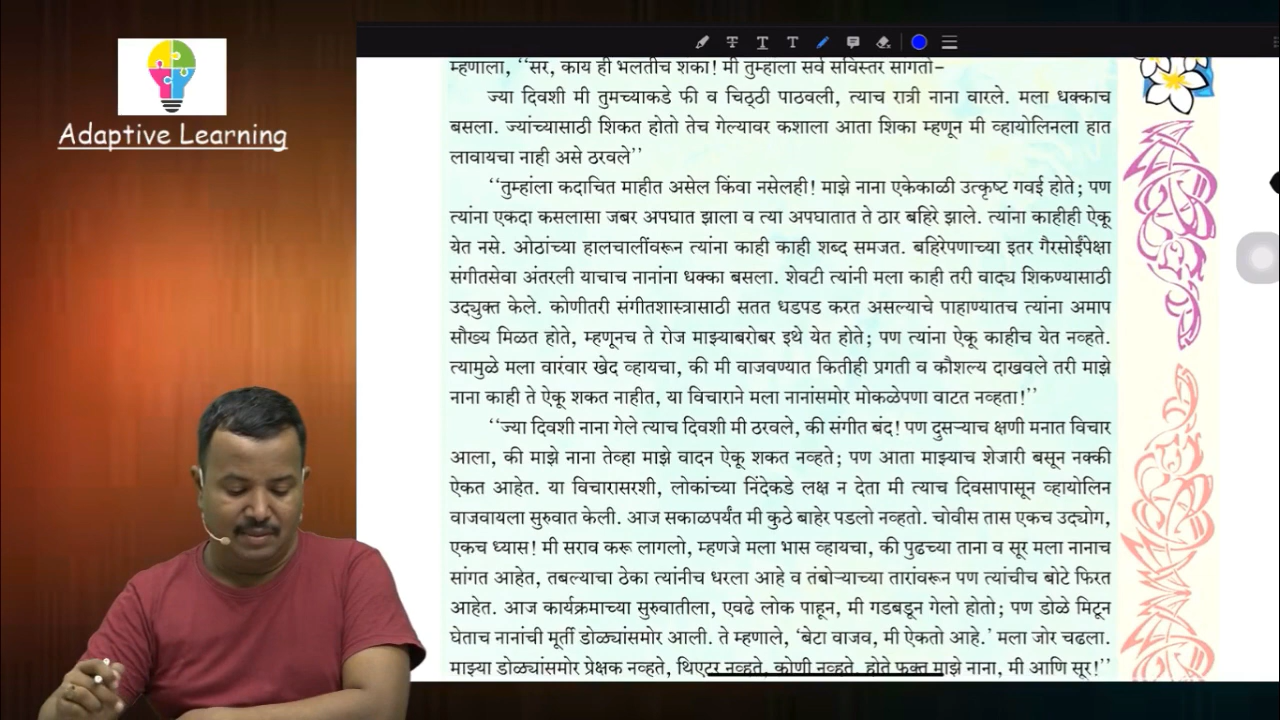 Adaptive Learning
म्हणाला, ‘‘सर, काय ही भलतीच शंका! मी तुम्हांला सर्व सविस्तर सांगतो–
ज्या दिवशी मी तुमच्याकडे फी व चिठ्ठी पाठवली, त्याच रात्री नाना वारले. मला धक्काच
बसला. ज्यांच्यासाठी शिकत होतो तेच गेल्यावर कशाला आता शिका म्हणून मी व्हायोलिनला हात
लावायचा नाही असे ठरवले’’
‘‘तुम्हांला कदाचित माहीत असेल किंवा नसेलही! माझे नाना एकेकाळी उत्कृष्ट गवई होते; पण
त्यांना एकदा कसलासा जबर अपघात झाला व त्या अपघातात ते ठार बहिरे झाले. त्यांना काहीही ऐकू
येत नसे. ओठांच्या हालचालींवरून त्यांना काही काही शब्द समजत. बहिरेपणाच्या इतर गैरसोईंपेक्षा
संगीतसेवा अंतरली याचाच नानांना धक्का बसला. शेवटी त्यांनी मला काही तरी वाद्य शिकण्यासाठी
उद्युक्त केले. कोणीतरी संगीतशास्त्रासाठी सतत धडपड करत असल्याचे पाहाण्यातच त्यांना अमाप
सौख्य मिळत होते, म्हणूनच ते रोज माझ्याबरोबर इथे येत होते; पण त्यांना ऐकू काहीच येत नव्हते.
त्यामुळे मला वारंवार खेद व्हायचा, की मी वाजवण्यात कितीही प्रगती व कौशल्य दाखवले तरी माझे
नाना काही ते ऐकू शकत नाहीत, या विचाराने मला नानांसमोर मोकळेपणा वाटत नव्हता!’’
‘‘ज्या दिवशी नाना गेले त्याच दिवशी मी ठरवले, की संगीत बंद! पण दुसऱ्याच क्षणी मनात विचार
आला, की माझे नाना तेव्हा माझे वादन ऐकू शकत नव्हते; पण आता माझ्याच शेजारी बसून नक्की
ऐकत आहेत. या विचारासरशी, लोकांच्या निंदेकडे लक्ष न देता मी त्याच दिवसापासून व्हायोलिन
वाजवायला सुरुवात केली. आज सकाळपर्यंत मी कुठे बाहेर पडलो नव्हतो. चोवीस तास एकच उद्योग,
एकच ध्यास! मी सराव करू लागलो, म्हणजे मला भास व्हायचा, की पुढच्या ताना व सूर मला नानाच
सांगत आहेत, तबल्याचा ठेका त्यांनीच धरला आहे व तंबोऱ्याच्या तारांवरून पण त्यांचीच बोटे फिरत
आहेत. आज कार्यक्रमाच्या सुरुवातीला, एवढे लोक पाहून, मी गडबडून गेलो होतो; पण डोळे मिटून
घेताच नानांची मूर्ती डोळ्यांसमोर आली. ते म्हणाले, ‘बेटा वाजव, मी ऐकतो आहे.’ मला जोर चढला.
माझ्या डोळ्यांसमोर प्रेक्षक नव्हते, थिएटर नव्हते, कोणी नव्हते. होते फक्त माझे नाना, मी आणि सूर!’’